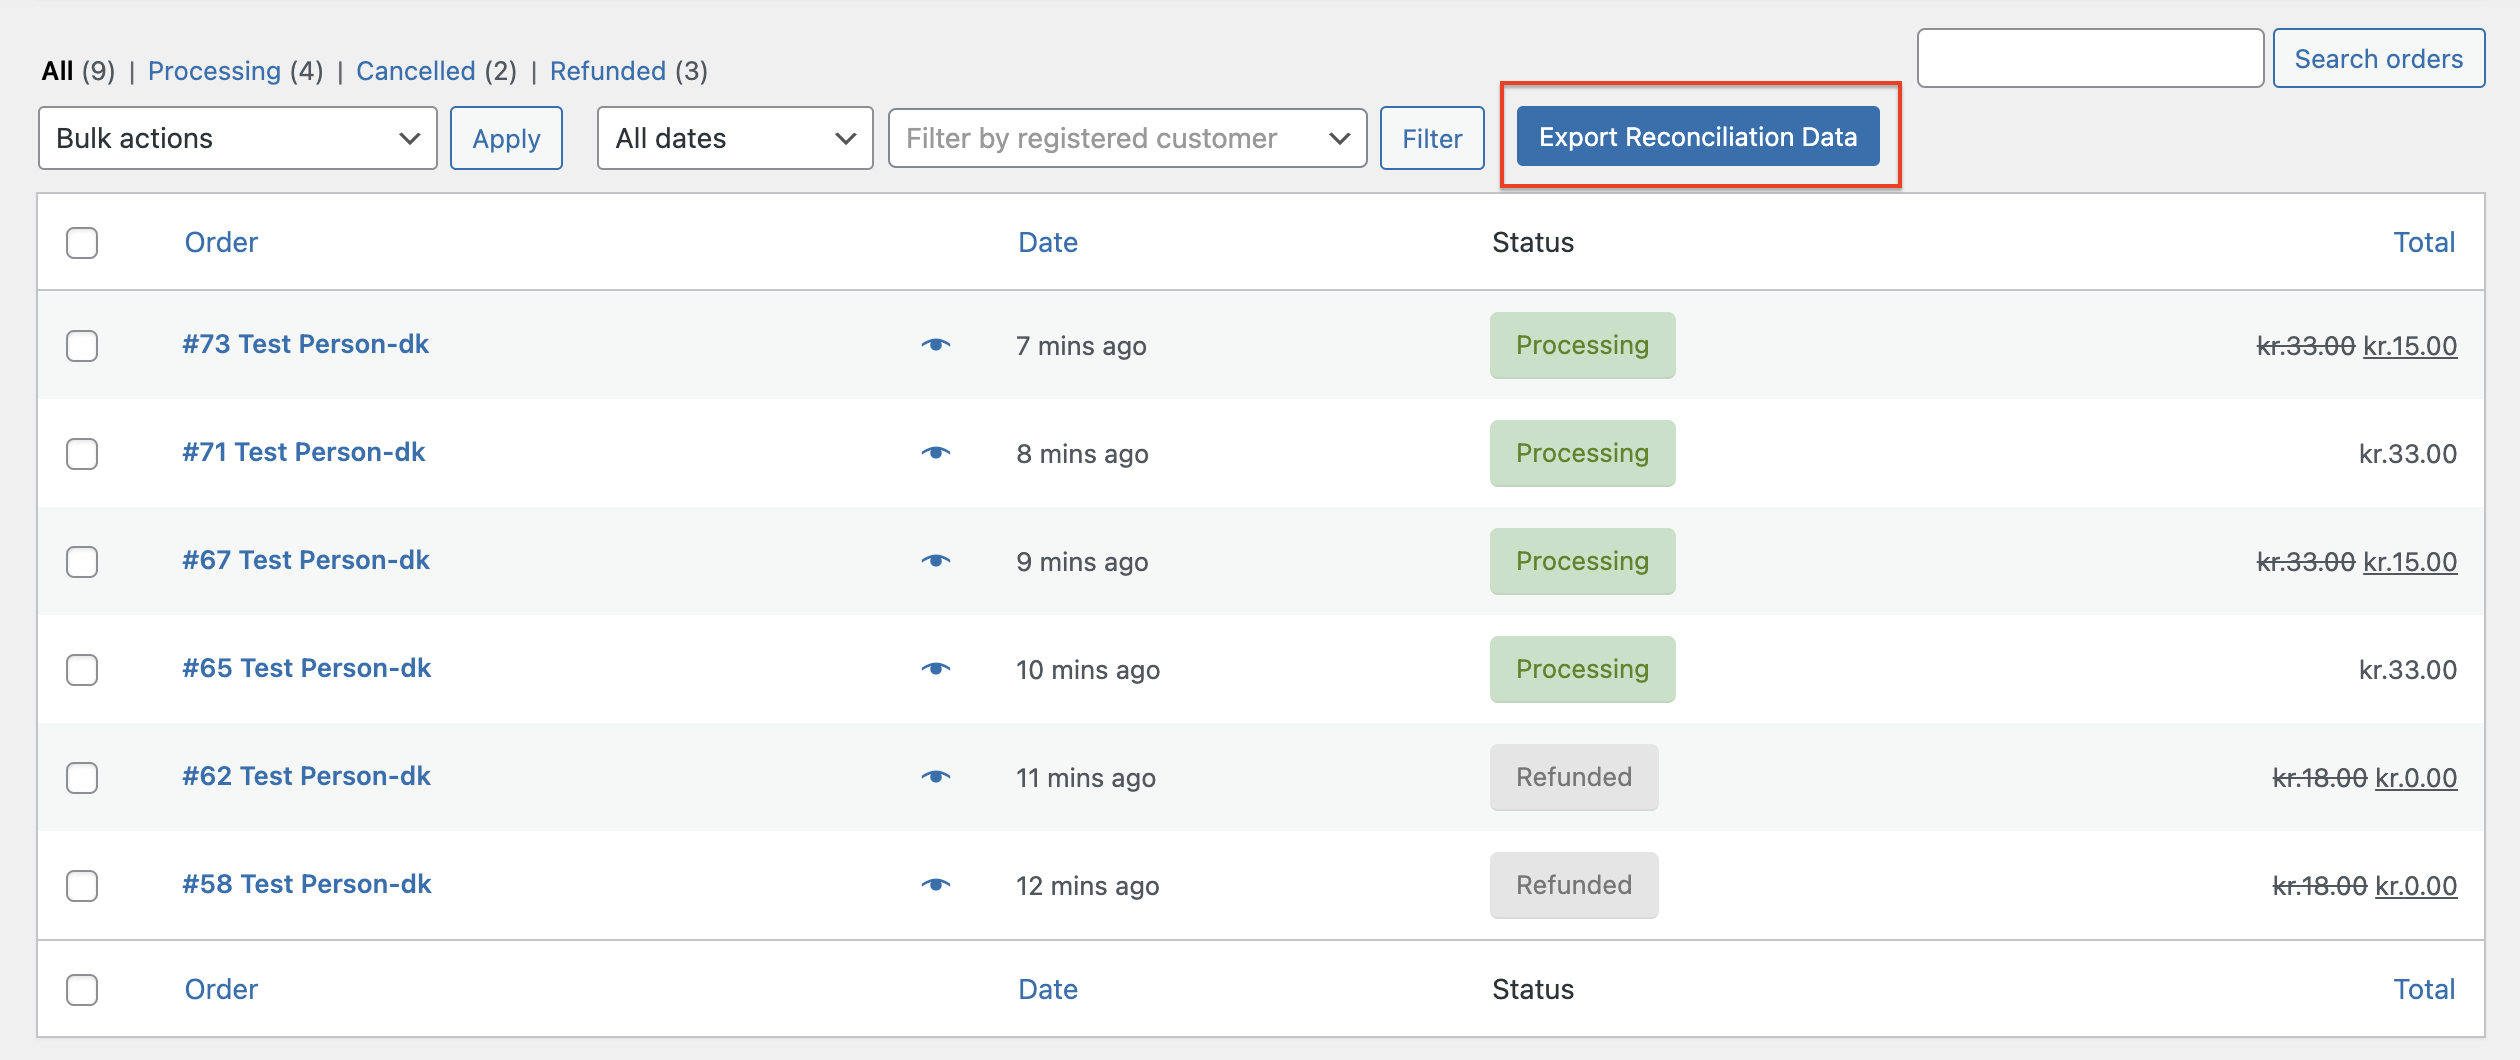 Search orders
All (9) | Processing (4) | Cancelled (2) | Refunded (3)
Bulk actions Apply All dates Filter by registered customer Filter Export Reconciliation Data
Order Date Status Total
#73 Test Person-dk 7 mins ago Processing kr.33.00 kr.15.00
#71 Test Person-dk 8 mins ago Processing kr.33.00
#67 Test Person-dk 9 mins ago Processing kr.33.00 kr.15.00
#65 Test Person-dk 10 mins ago Processing kr.33.00
#62 Test Person-dk 11 mins ago Refunded kr.18.00 kr.0.00
#58 Test Person-dk 12 mins ago Refunded kr.18.00 kr.0.00
Order Date Status Total